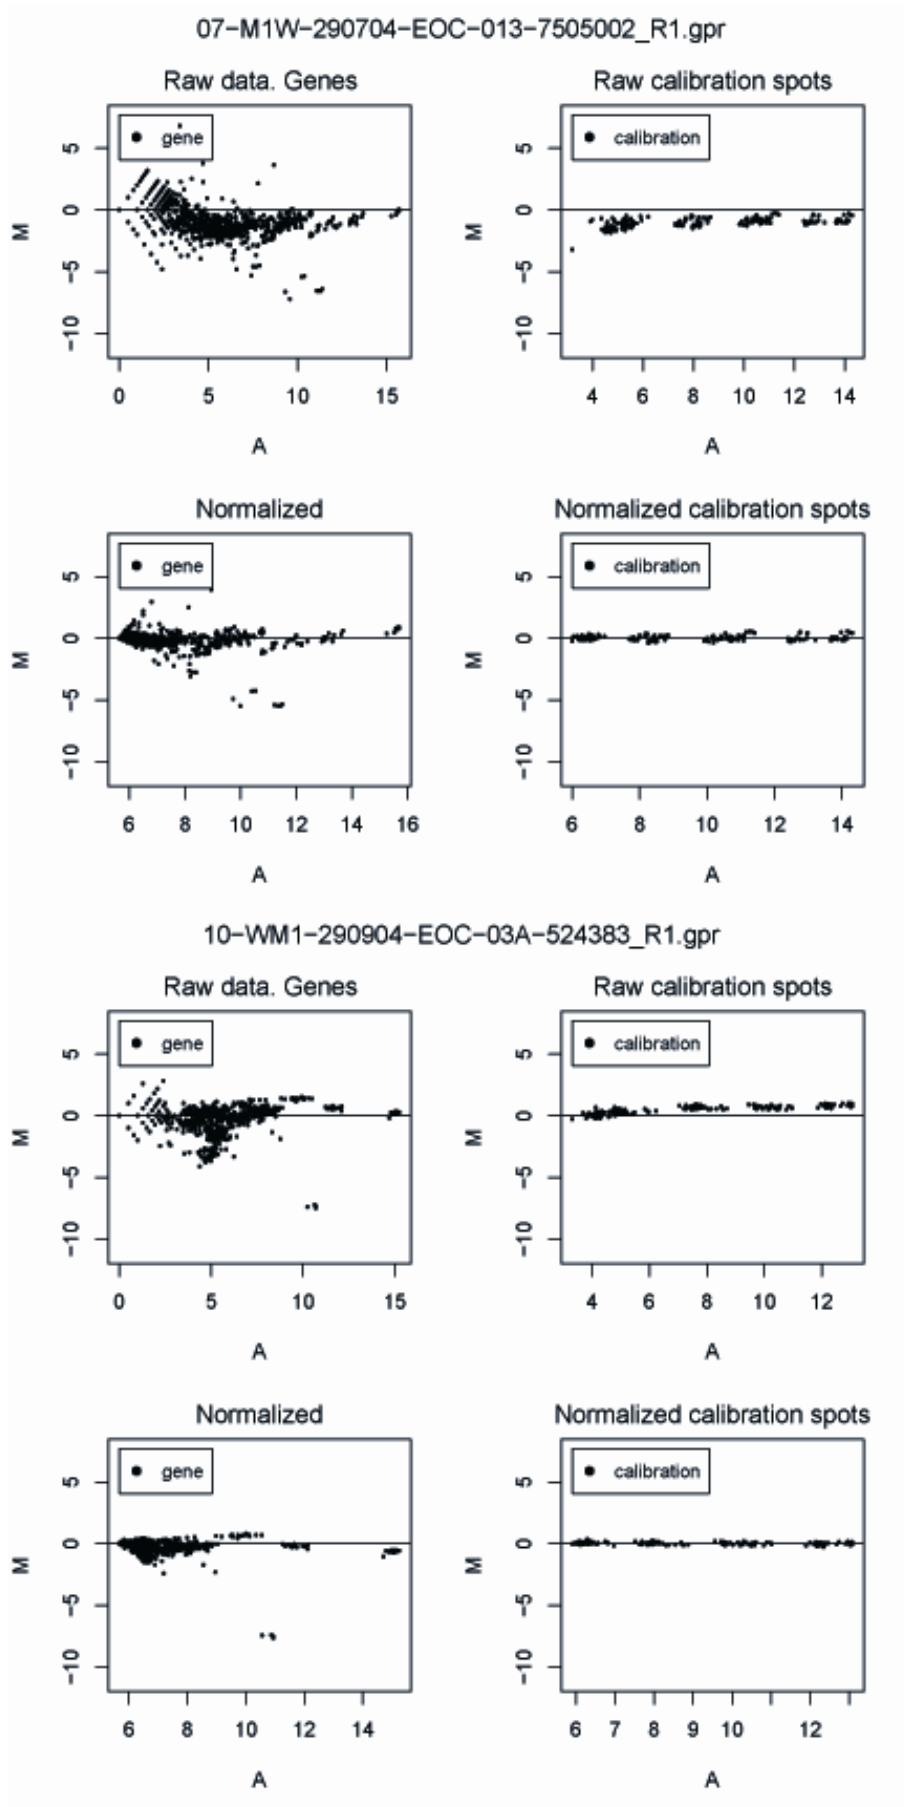 07-M1W-290704-EOC-013-7505002_R1.gpr
Raw data. Genes
gene
5
0
-5
-10
M
0 5 10 15
A
Raw calibration spots
calibration
5
0
-5
-10
M
4 6 8 10 12 14
A
Normalized
gene
5
0
-5
-10
M
6 8 10 12 14 16
A
Normalized calibration spots
calibration
5
0
-5
-10
M
6 8 10 12 14
A
10-WM1-290904-EOC-03A-524383_R1.gpr
Raw data. Genes
gene
5
0
-5
-10
M
0 5 10 15
A
Raw calibration spots
calibration
5
0
-5
-10
M
4 6 8 10 12
A
Normalized
gene
5
0
-5
-10
M
6 8 10 12 14
A
Normalized calibration spots
calibration
5
0
-5
-10
M
6 7 8 9 10 12
A